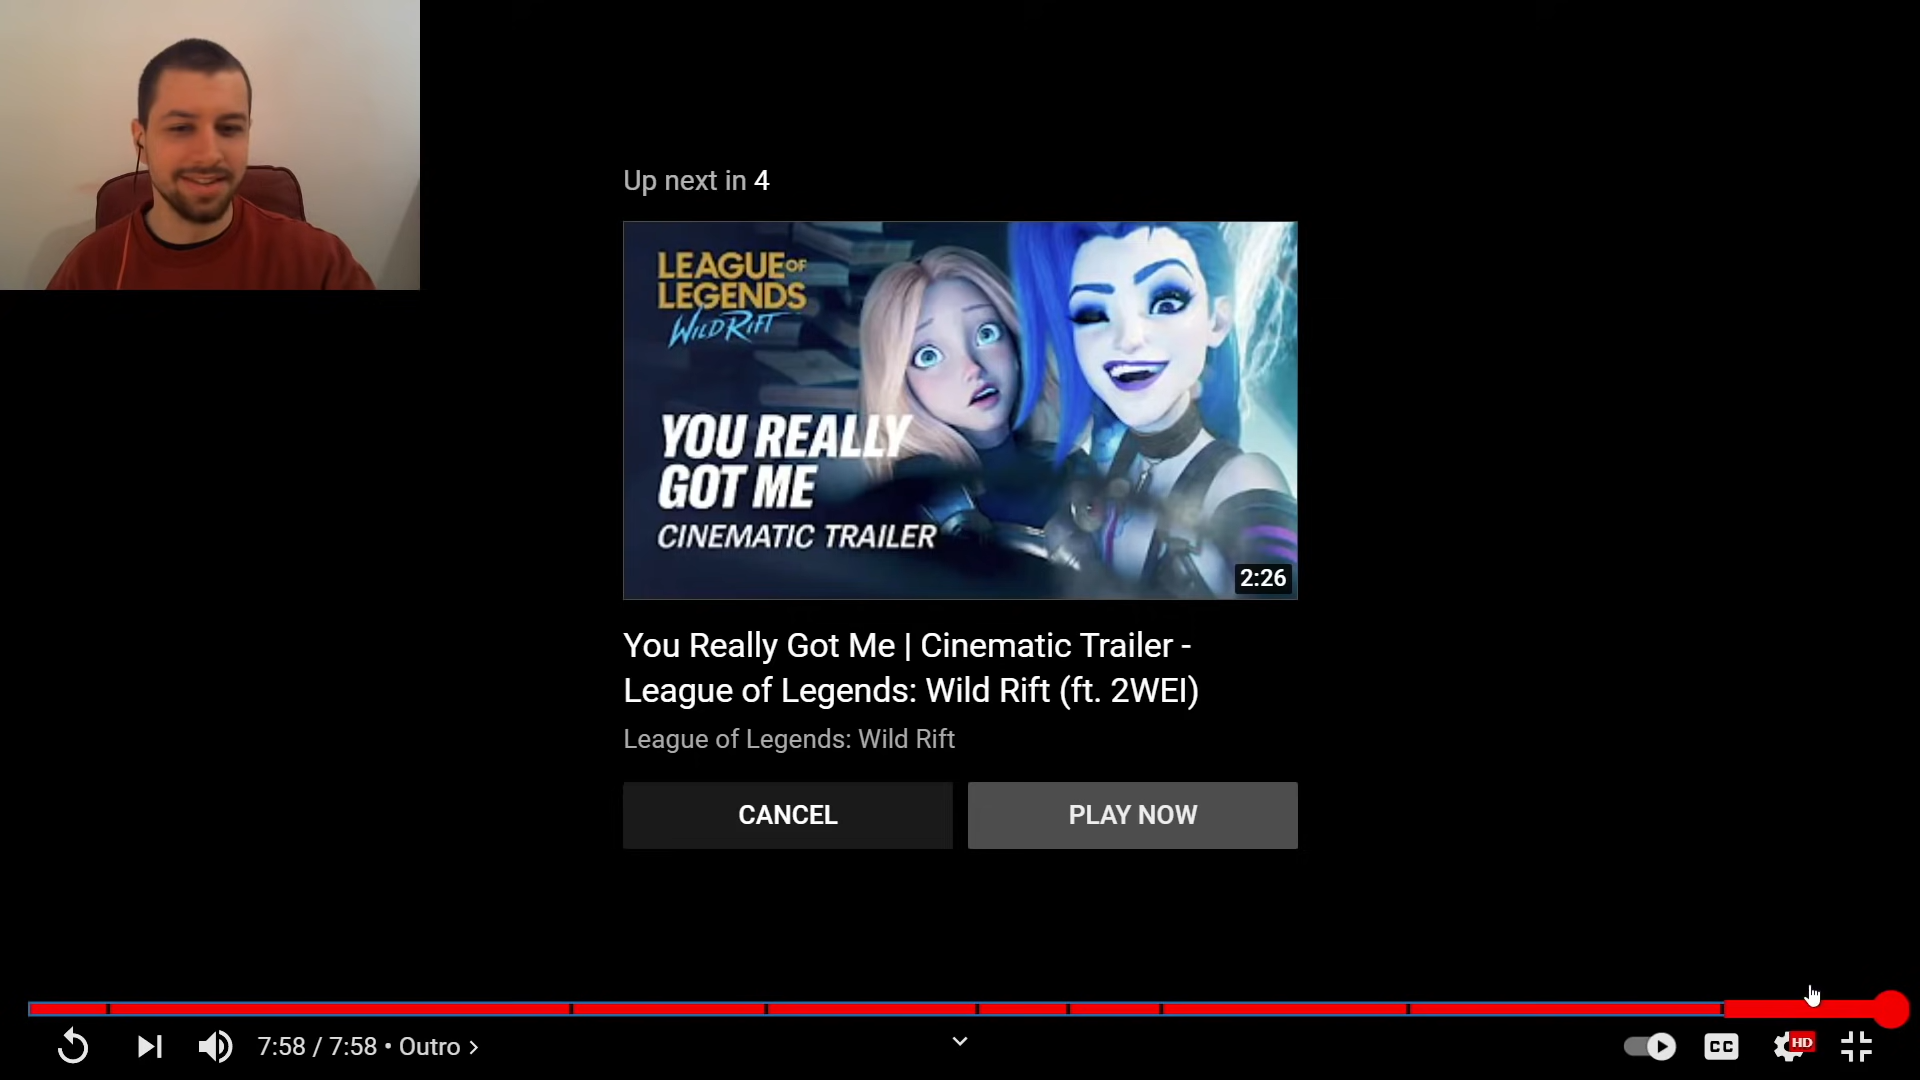 Up next in 4
LEAGUE OF
LEGENDS
WILD RIFT
YOU REALLY
GOT ME
CINEMATIC TRAILER
2:26
You Really Got Me | Cinematic Trailer -
League of Legends: Wild Rift (ft. 2WEI)
League of Legends: Wild Rift
CANCEL
PLAY NOW
7:58 / 7:58 • Outro >
CC
HD